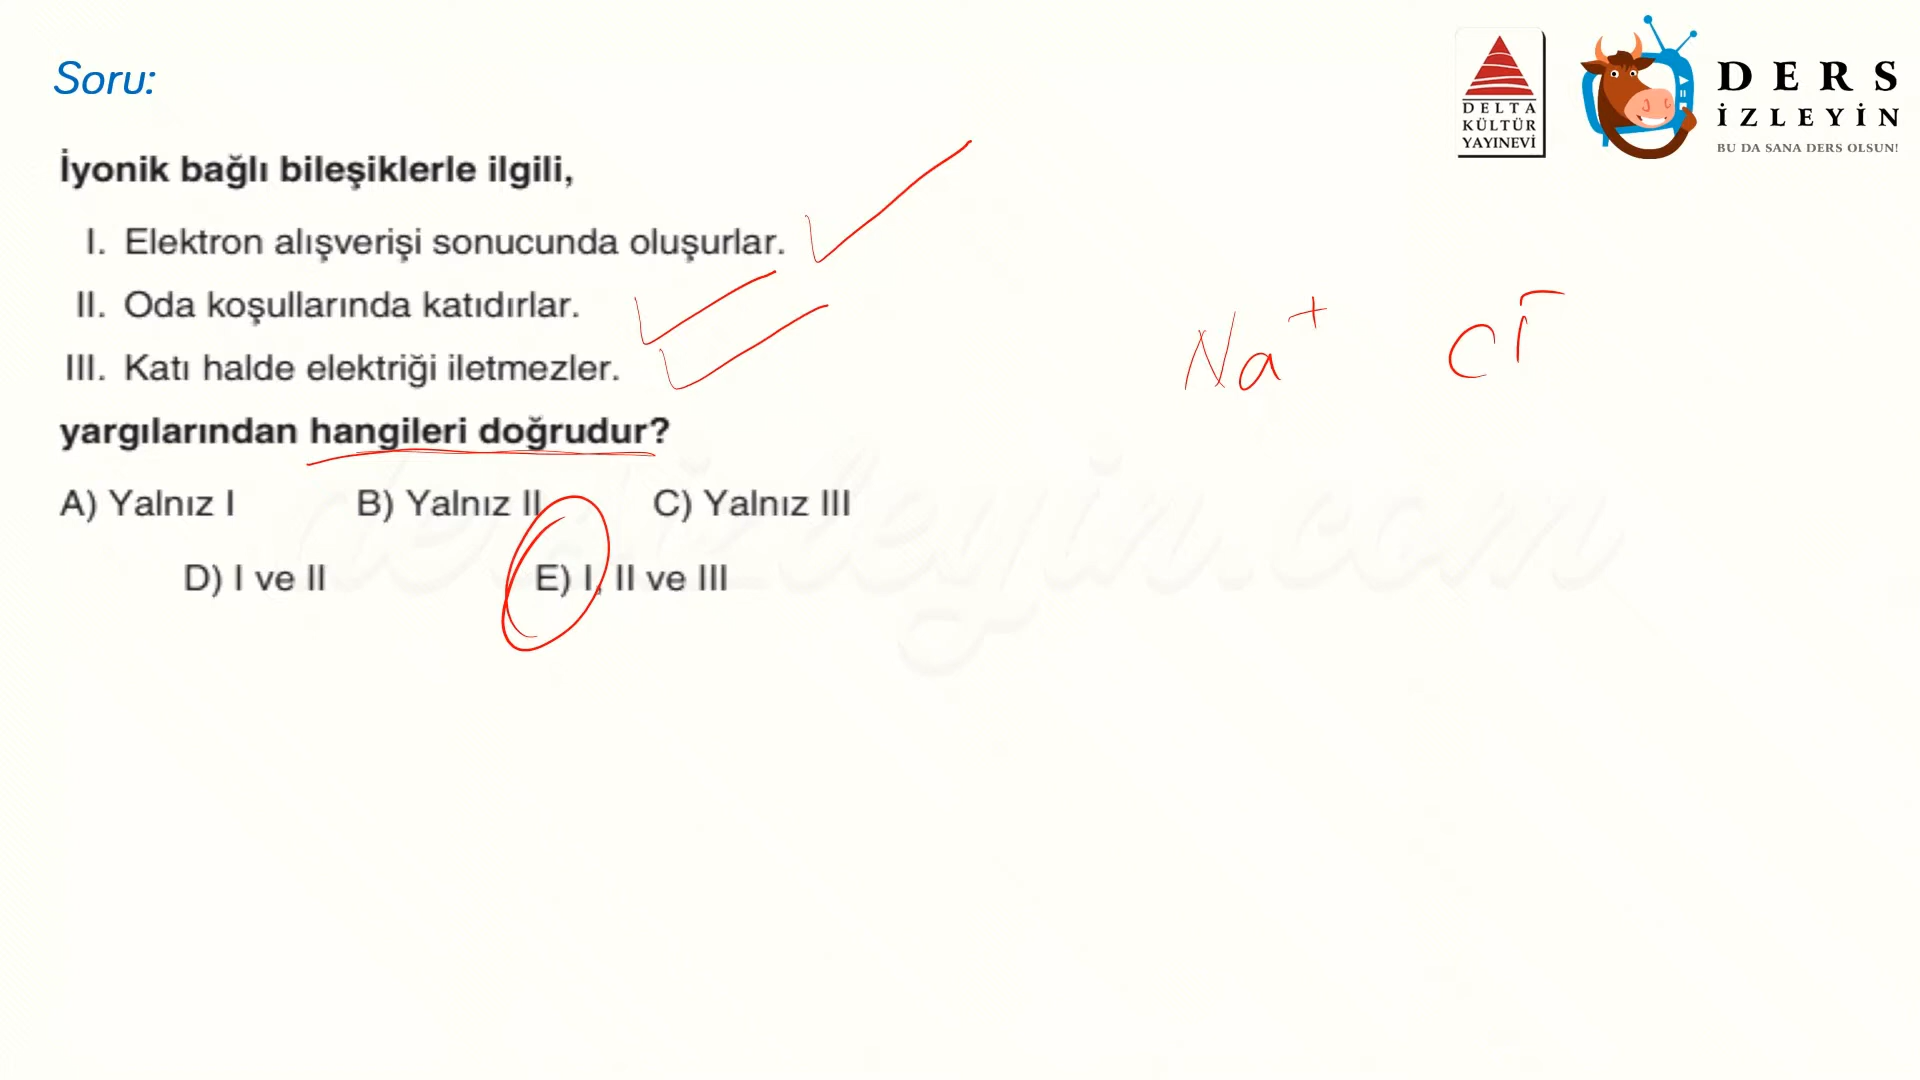 Soru:
DELTA
KÜLTÜR
YAYINEVİ
DERS
İZLEYİN
BU DA SANA DERS OLSUN!
İyonik bağlı bileşiklerle ilgili,
I. Elektron alışverişi sonucunda oluşurlar.
II. Oda koşullarında katıdırlar.
III. Katı halde elektriği iletmezler.
Na+ Cl-
yargılarından hangileri doğrudur?
A) Yalnız I B) Yalnız II C) Yalnız III
D) I ve II E) I, II ve III
dersizleyin.com